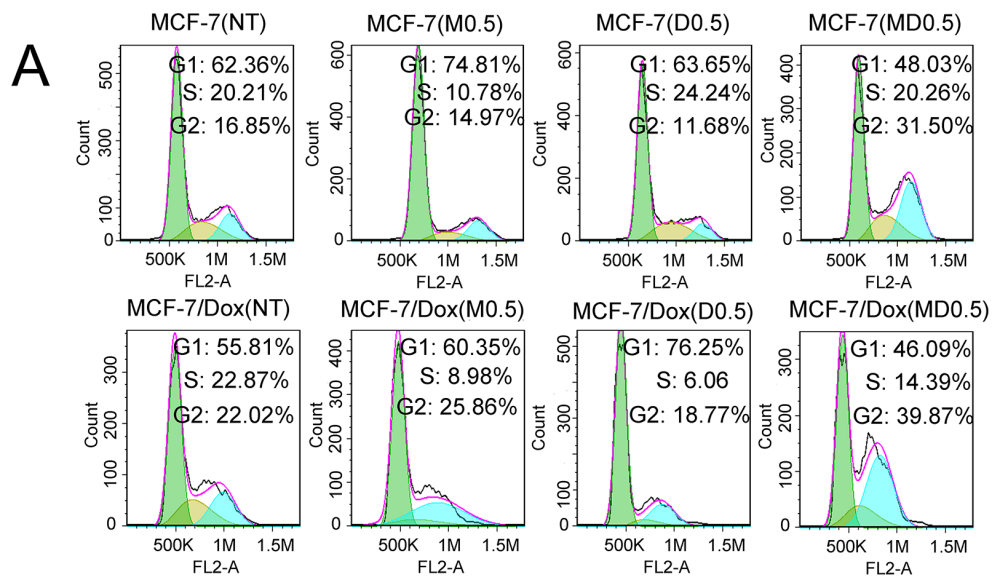 A
MCF-7(NT)
G1: 62.36%
S: 20.21%
G2: 16.85%
Count
500
300
100
0
500K 1M 1.5M
FL2-A
MCF-7(M0.5)
G1: 74.81%
S: 10.78%
G2: 14.97%
Count
600
400
200
0
500K 1M 1.5M
FL2-A
MCF-7(D0.5)
G1: 63.65%
S: 24.24%
G2: 11.68%
Count
600
400
200
0
500K 1M 1.5M
FL2-A
MCF-7(MD0.5)
G1: 48.03%
S: 20.26%
G2: 31.50%
Count
400
300
200
100
0
500K 1M 1.5M
FL2-A
MCF-7/Dox(NT)
G1: 55.81%
S: 22.87%
G2: 22.02%
Count
300
200
100
0
500K 1M 1.5M
FL2-A
MCF-7/Dox(M0.5)
G1: 60.35%
S: 8.98%
G2: 25.86%
Count
400
300
200
100
0
500K 1M 1.5M
FL2-A
MCF-7/Dox(D0.5)
G1: 76.25%
S: 6.06
G2: 18.77%
Count
500
300
100
0
500K 1M 1.5M
FL2-A
MCF-7/Dox(MD0.5)
G1: 46.09%
S: 14.39%
G2: 39.87%
Count
300
200
100
0
500K 1M 1.5M
FL2-A